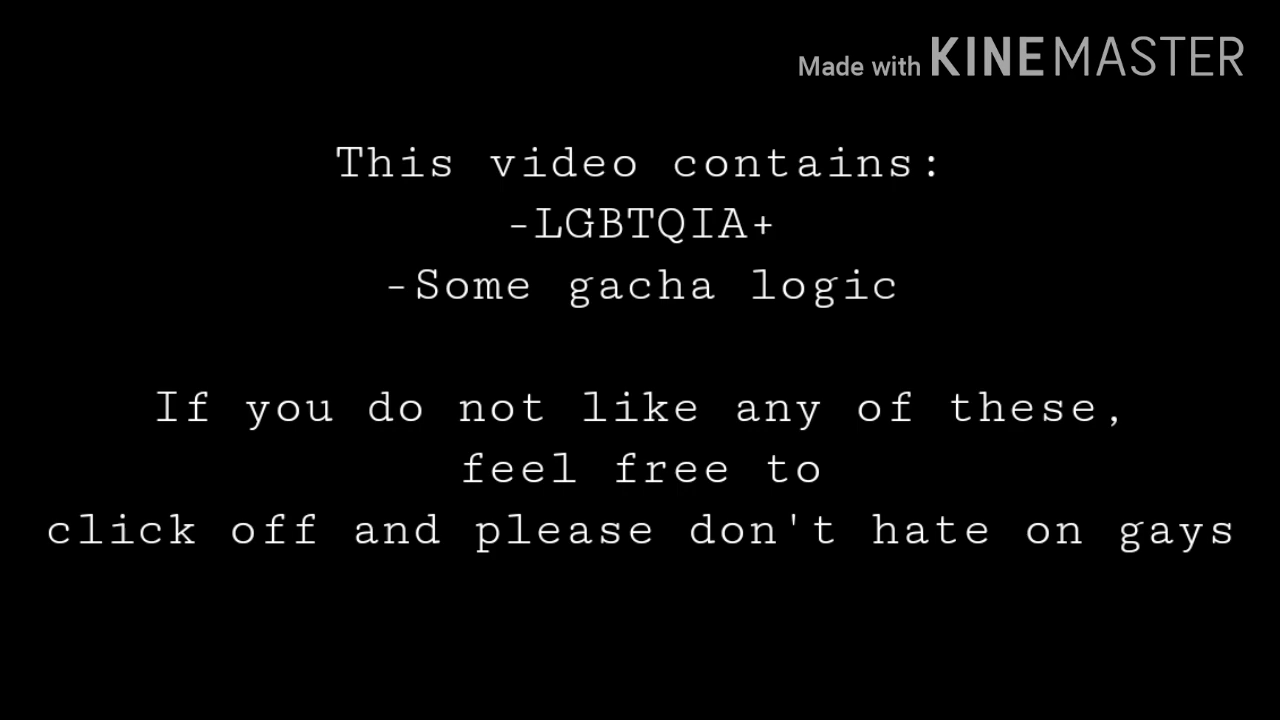 Made with KINEMASTER
This video contains:
-LGBTQIA+
-Some gacha logic
If you do not like any of these,
feel free to
click off and please don't hate on gays